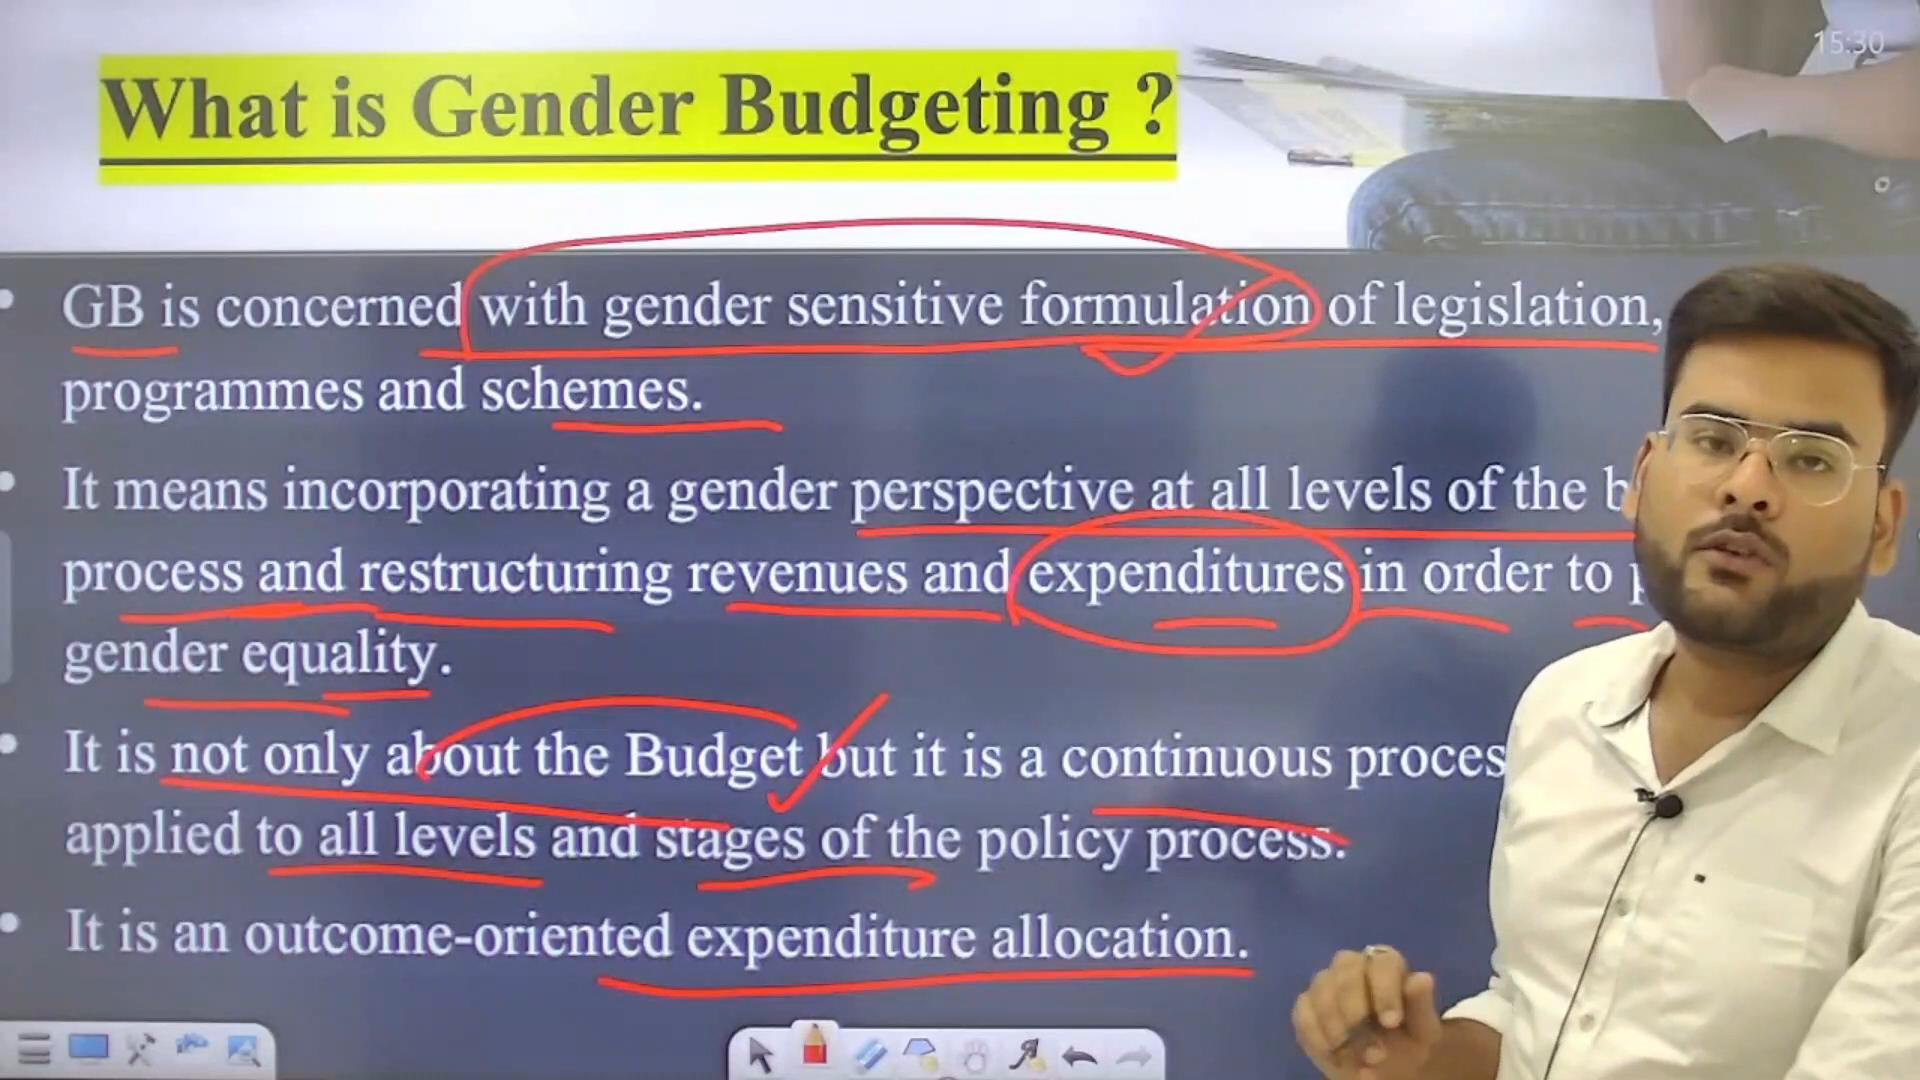 15:30
What is Gender Budgeting ?
• GB is concerned with gender sensitive formulation of legislation,
programmes and schemes.
• It means incorporating a gender perspective at all levels of the
process and restructuring revenues and expenditures in order to
gender equality.
• It is not only about the Budget but it is a continuous
applied to all levels and stages of the policy process.
• It is an outcome-oriented expenditure allocation.